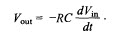 V_out = −RC dV_in/dt .